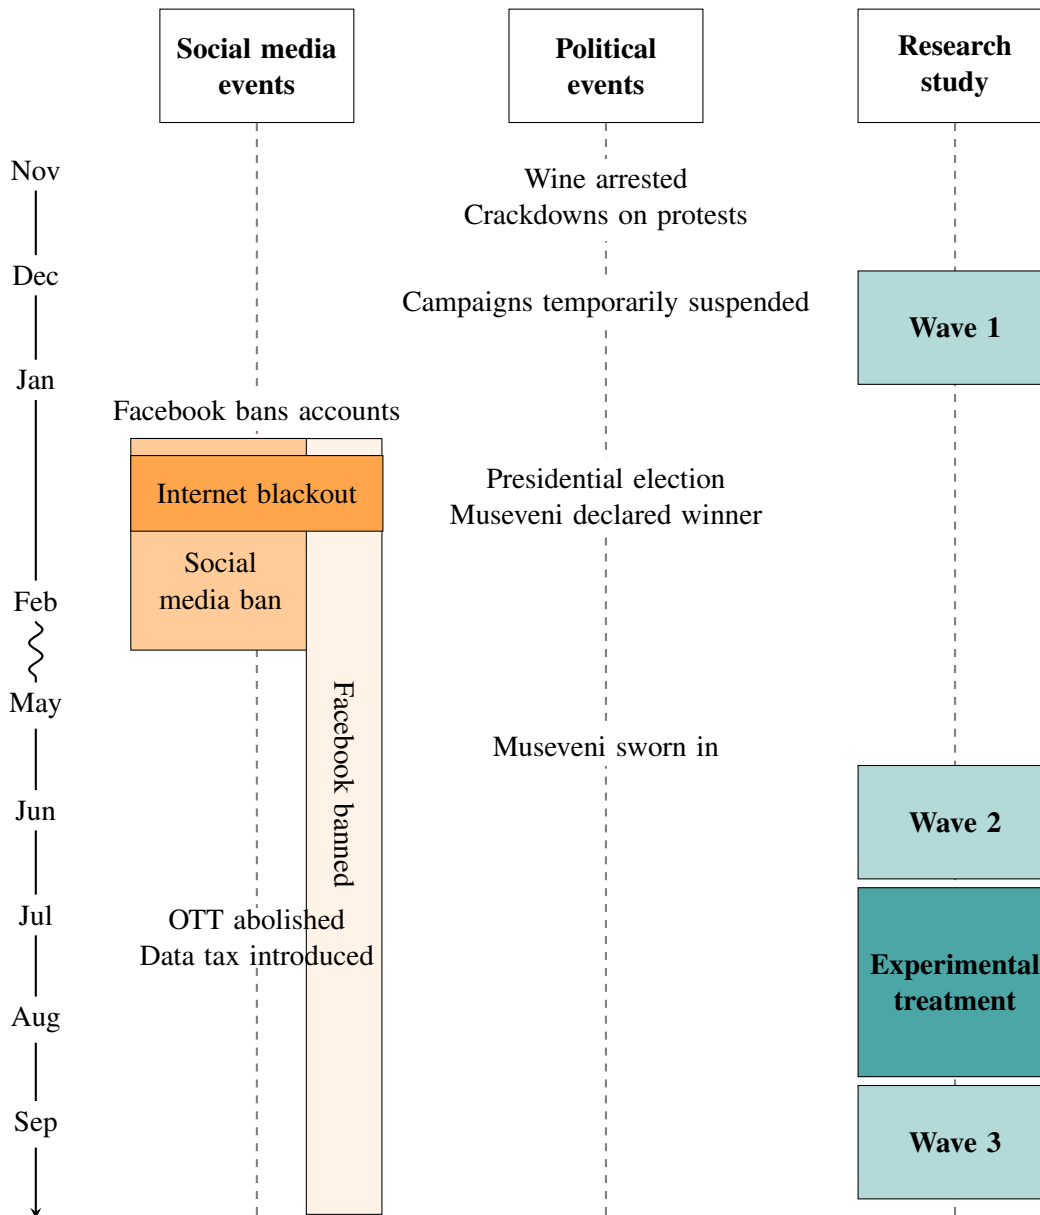 Social media
events
Political
events
Research
study
Nov
Wine arrested
Crackdowns on protests
Dec
Campaigns temporarily suspended
Wave 1
Jan
Facebook bans accounts
Internet blackout
Presidential election
Museveni declared winner
Social
media ban
Feb
May
Facebook banned
Museveni sworn in
Jun
Wave 2
Jul
OTT abolished
Data tax introduced
Experimental
treatment
Aug
Sep
Wave 3